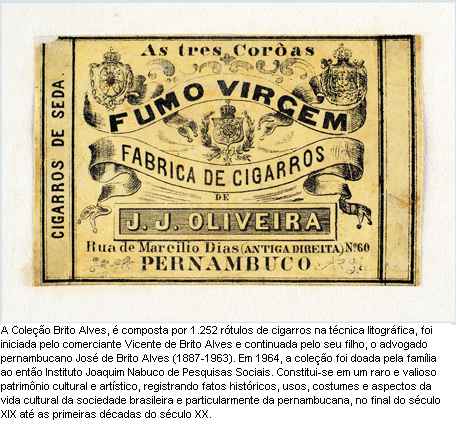 As tres Corôas
FUMO VIRGEM
CIGARROS DE SEDA.
FABRICA DE CIGARROS
DE
J. J. OLIVEIRA
Rua de Marcilio Dias (ANTIGA DIREITA) Nº 60
PERNAMBUCO
A Coleção Brito Alves, é composta por 1.252 rótulos de cigarros na técnica litográfica, foi
iniciada pelo comerciante Vicente de Brito Alves e continuada pelo seu filho, o advogado
pernambucano José de Brito Alves (1887-1963). Em 1964, a coleção foi doada pela família
ao então Instituto Joaquim Nabuco de Pesquisas Sociais. Constitui-se em um raro e valioso
patrimônio cultural e artístico, registrando fatos históricos, usos, costumes e aspectos da
vida cultural da sociedade brasileira e particularmente da pernambucana, no final do século
XIX até as primeiras décadas do século XX.